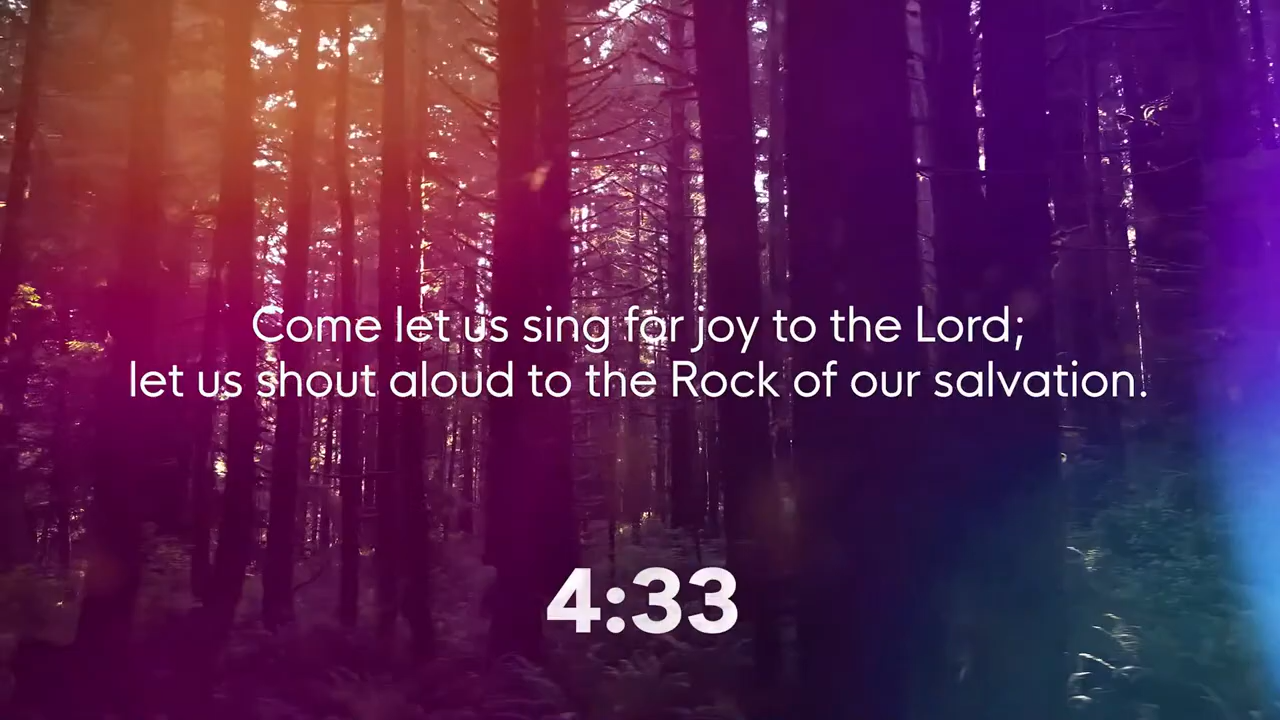 Come let us sing for joy to the Lord;
let us shout aloud to the Rock of our salvation.
4:33